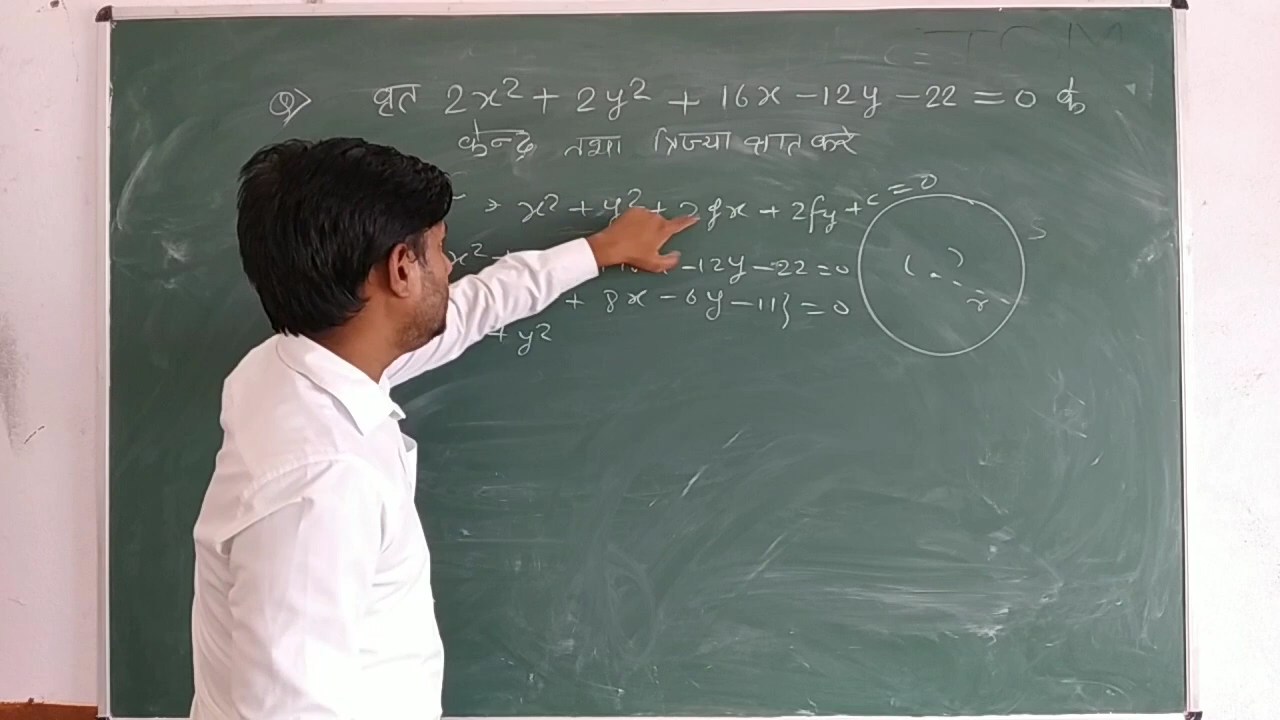 Q> वृत 2x² + 2y² + 16x - 12y - 22 = 0 के
केन्द्र तथा त्रिज्या ज्ञात करे
→ x² + y² + 2gx + 2fy + c = 0
x² + -12y - 22 = 0
+ 8x - 6y - 11} = 0
+ y²
( . )
r
S